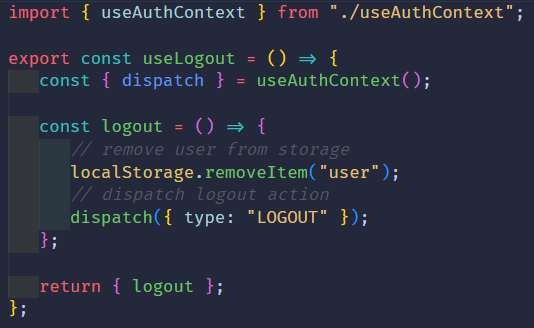 import { useAuthContext } from "./useAuthContext";
export const useLogout = () => {
const { dispatch } = useAuthContext();
const logout = () => {
// remove user from storage
localStorage.removeItem("user");
// dispatch logout action
dispatch({ type: "LOGOUT" });
};
return { logout };
};